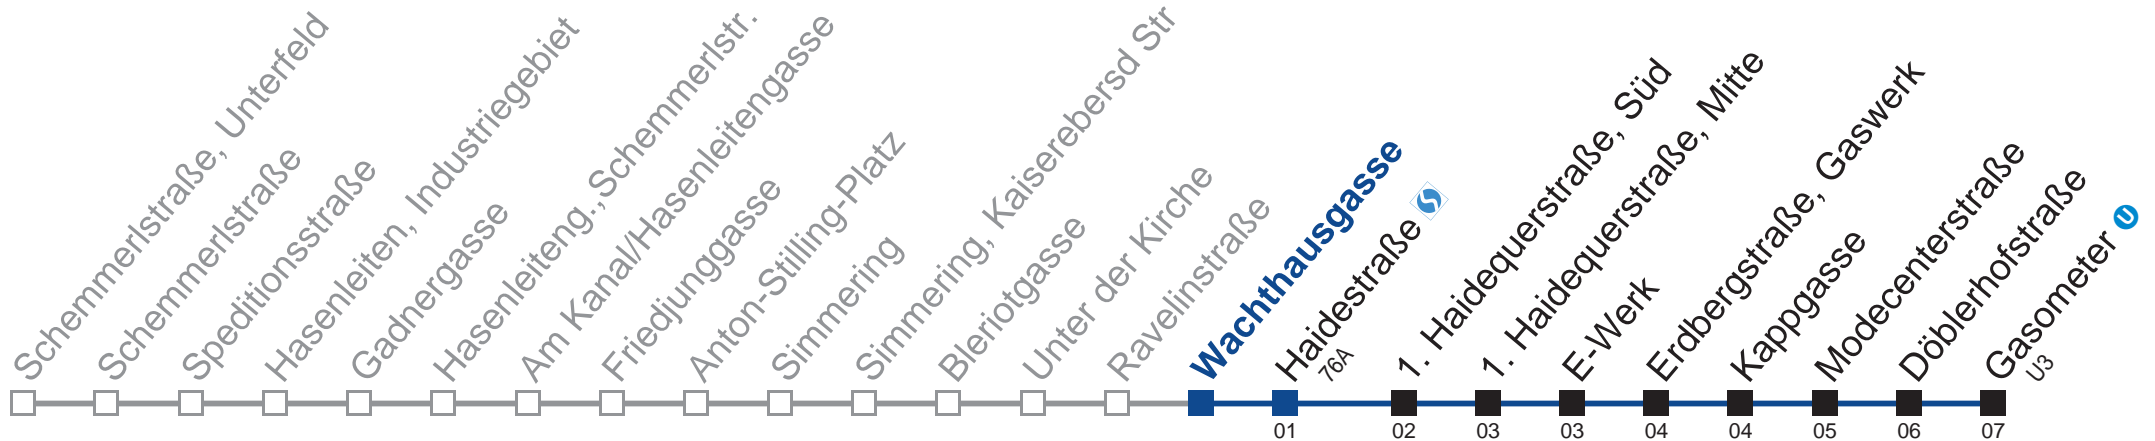 Schemmerlstraße, Unterfeld
Schemmerlstraße
Speditionsstraße
Hasenleiten, Industriegebiet
Gadnergasse
Hasenleiteng.,Schemmerlstr.
Am Kanal/Hasenleitengasse
Friedjunggasse
Anton-Stilling-Platz
Simmering
Simmering, Kaiserebersd Str
Bleriotgasse
Unter der Kirche
Ravelinstraße
Wachthausgasse
Haidestraße S
76A
1. Haidequerstraße, Süd
1. Haidequerstraße, Mitte
E-Werk
Erdbergstraße, Gaswerk
Kappgasse
Modecenterstraße
Döblerhofstraße
Gasometer U
U3
01 02 03 03 04 04 05 06 07